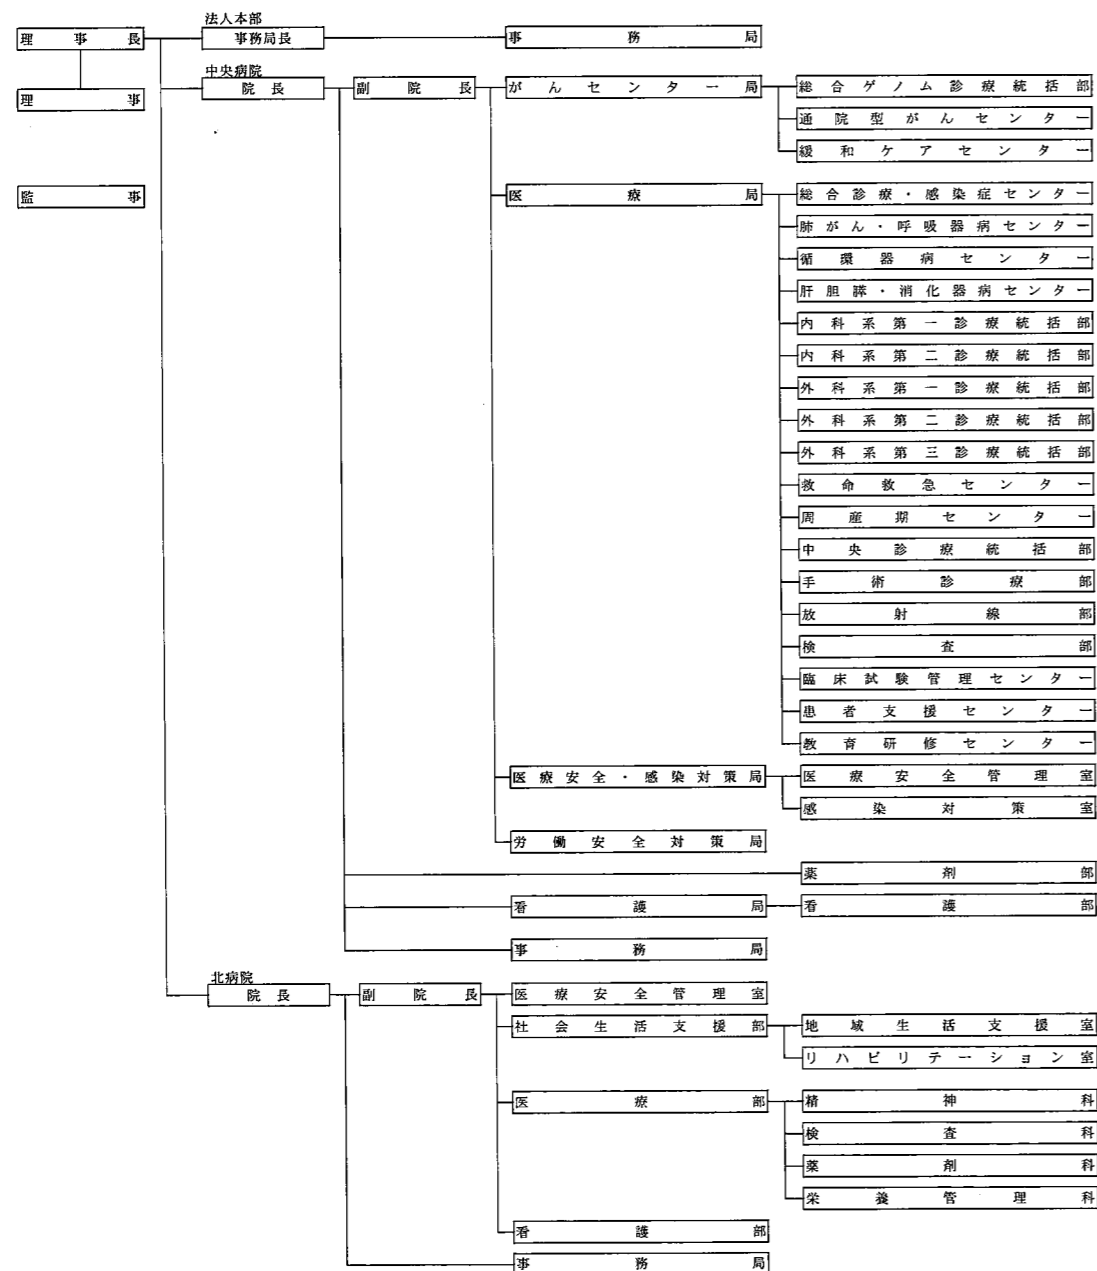 法人本部
理事長
事務局長
事務局
理事
監事
中央病院
院長
副院長
がんセンター局
総合ゲノム診療統括部
通院型がんセンター
緩和ケアセンター
医療局
総合診療・感染症センター
肺がん・呼吸器病センター
循環器病センター
肝胆膵・消化器病センター
内科系第一診療統括部
内科系第二診療統括部
外科系第一診療統括部
外科系第二診療統括部
外科系第三診療統括部
救命救急センター
周産期センター
中央診療統括部
手術診療部
放射線部
検査部
臨床試験管理センター
患者支援センター
教育研修センター
医療安全・感染対策局
医療安全管理室
感染対策室
労働安全対策局
薬剤部
看護局
看護部
事務局
北病院
院長
副院長
医療安全管理室
社会生活支援部
地域生活支援室
リハビリテーション室
医療部
精神科
検査科
薬剤科
栄養管理科
看護部
事務局